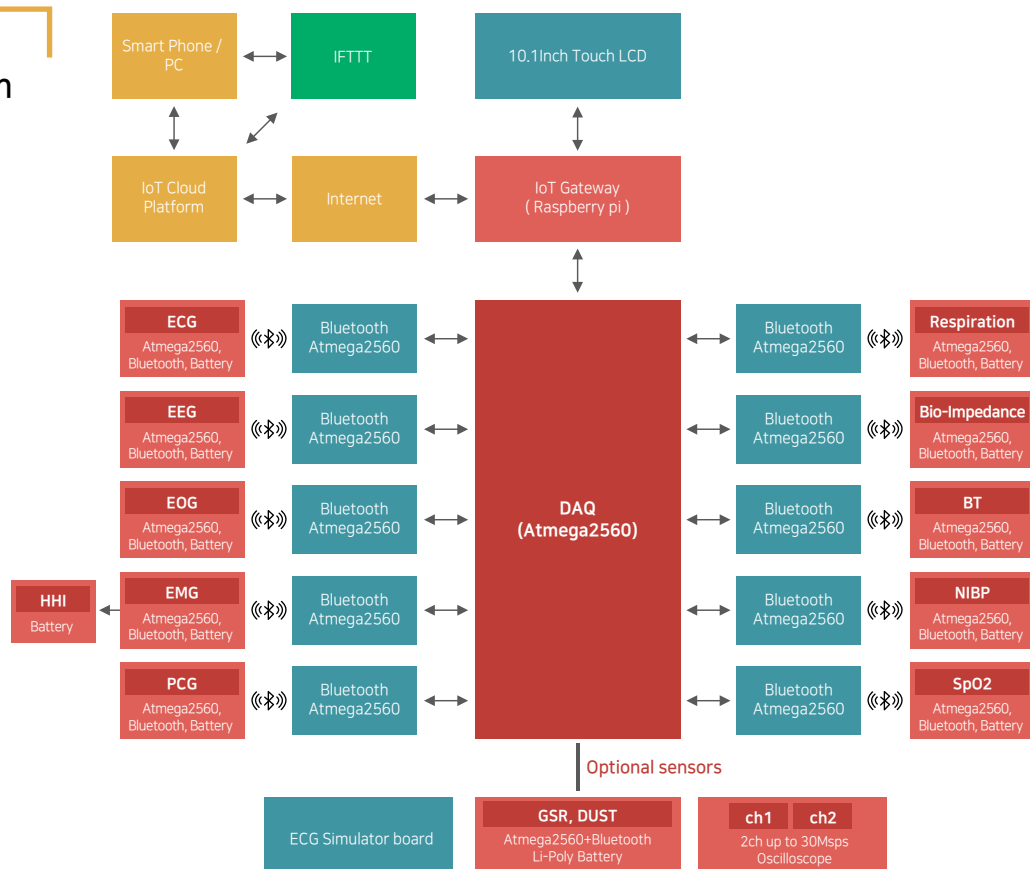 m
Smart Phone /
PC
IFTTT
10.1Inch Touch LCD
IoT Cloud
Platform
Internet
IoT Gateway
( Raspberry pi )
ECG
Atmega2560,
Bluetooth, Battery
Bluetooth
Atmega2560
EEG
Atmega2560,
Bluetooth, Battery
Bluetooth
Atmega2560
EOG
Atmega2560,
Bluetooth, Battery
Bluetooth
Atmega2560
HHI
Battery
EMG
Atmega2560,
Bluetooth, Battery
Bluetooth
Atmega2560
PCG
Atmega2560,
Bluetooth, Battery
Bluetooth
Atmega2560
DAQ
(Atmega2560)
Bluetooth
Atmega2560
Respiration
Atmega2560,
Bluetooth, Battery
Bluetooth
Atmega2560
Bio-Impedance
Atmega2560,
Bluetooth, Battery
Bluetooth
Atmega2560
BT
Atmega2560,
Bluetooth, Battery
Bluetooth
Atmega2560
NIBP
Atmega2560,
Bluetooth, Battery
Bluetooth
Atmega2560
SpO2
Atmega2560,
Bluetooth, Battery
Optional sensors
ECG Simulator board
GSR, DUST
Atmega2560+Bluetooth
Li-Poly Battery
ch1 ch2
2ch up to 30Msps
Oscilloscope